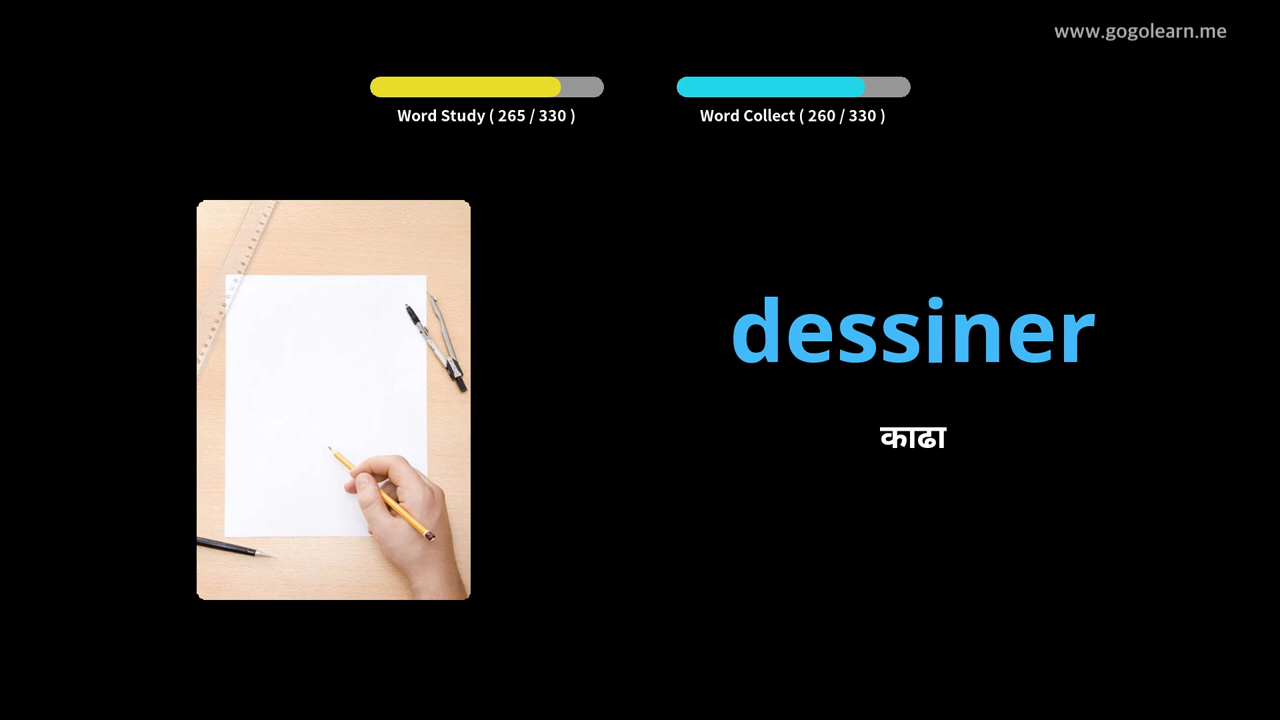 www.gogolearn.me
Word Study ( 265 / 330 )
Word Collect ( 260 / 330 )
dessiner
काढा